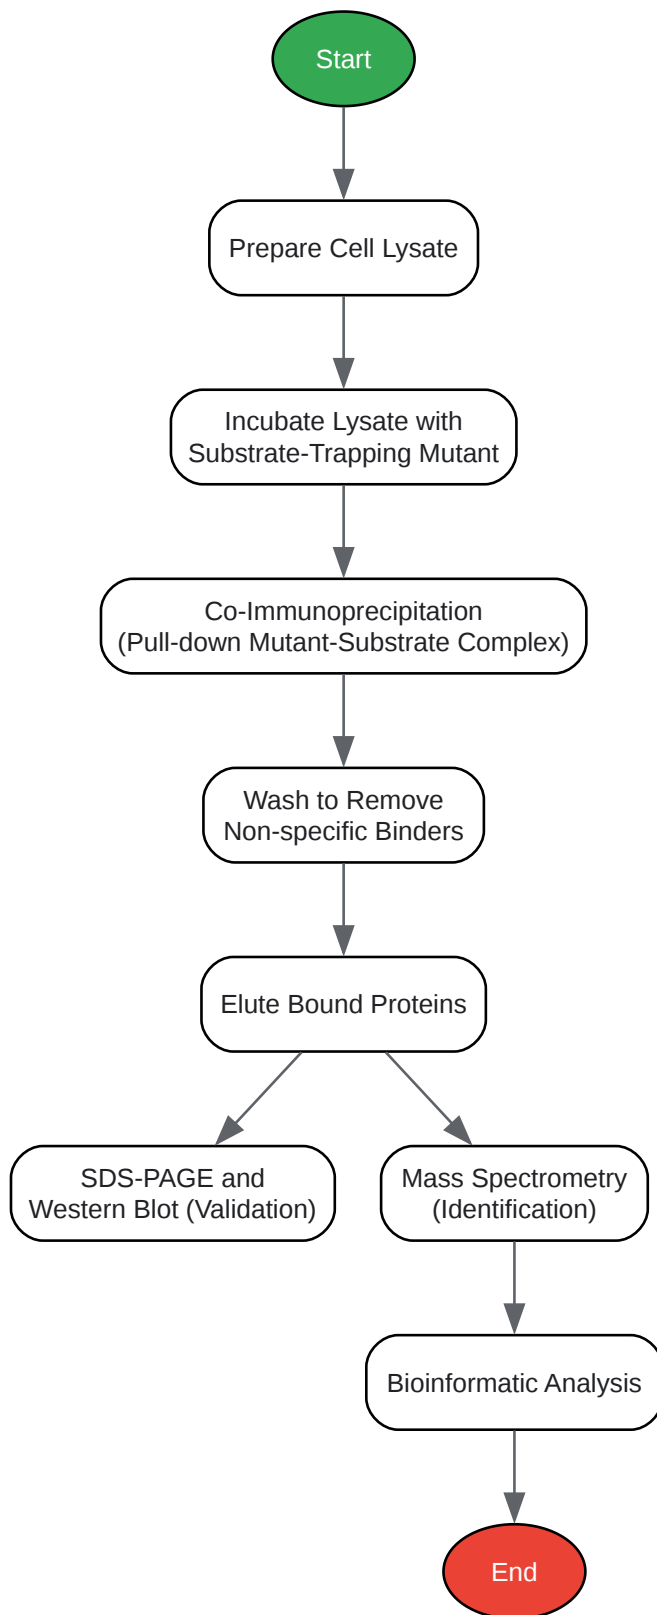 Start
Prepare Cell Lysate
Incubate Lysate with
Substrate-Trapping Mutant
Co-Immunoprecipitation
(Pull-down Mutant-Substrate Complex)
Wash to Remove
Non-specific Binders
Elute Bound Proteins
SDS-PAGE and
Western Blot (Validation)
Mass Spectrometry
(Identification)
Bioinformatic Analysis
End